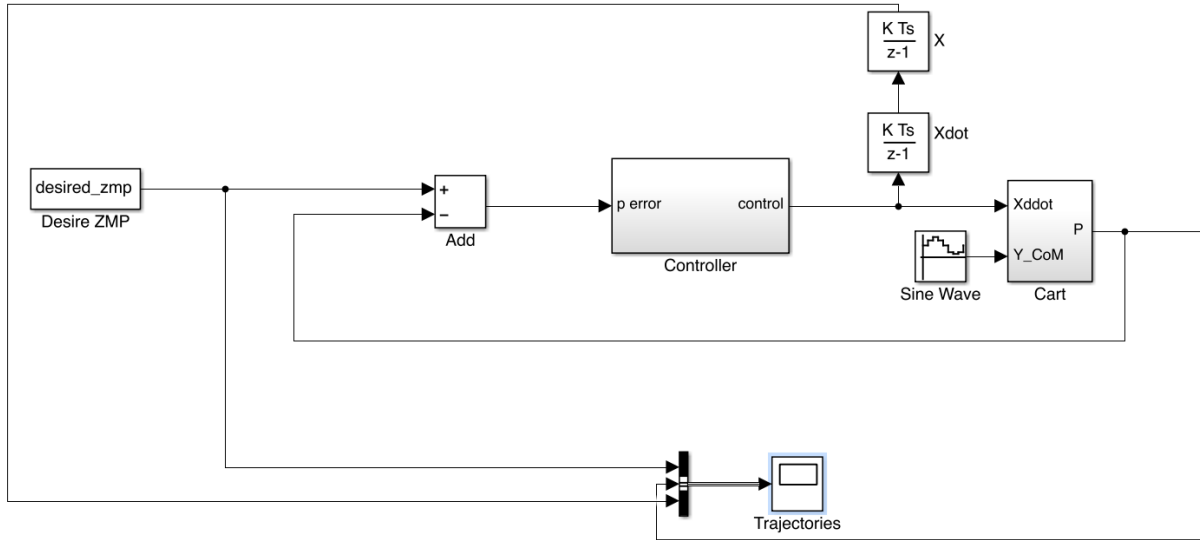 K Ts
z-1
X
K Ts
z-1
Xdot
desired_zmp
Desire ZMP
+
−
Add
p error
control
Controller
Sine Wave
Xddot
P
Y_CoM
Cart
Trajectories